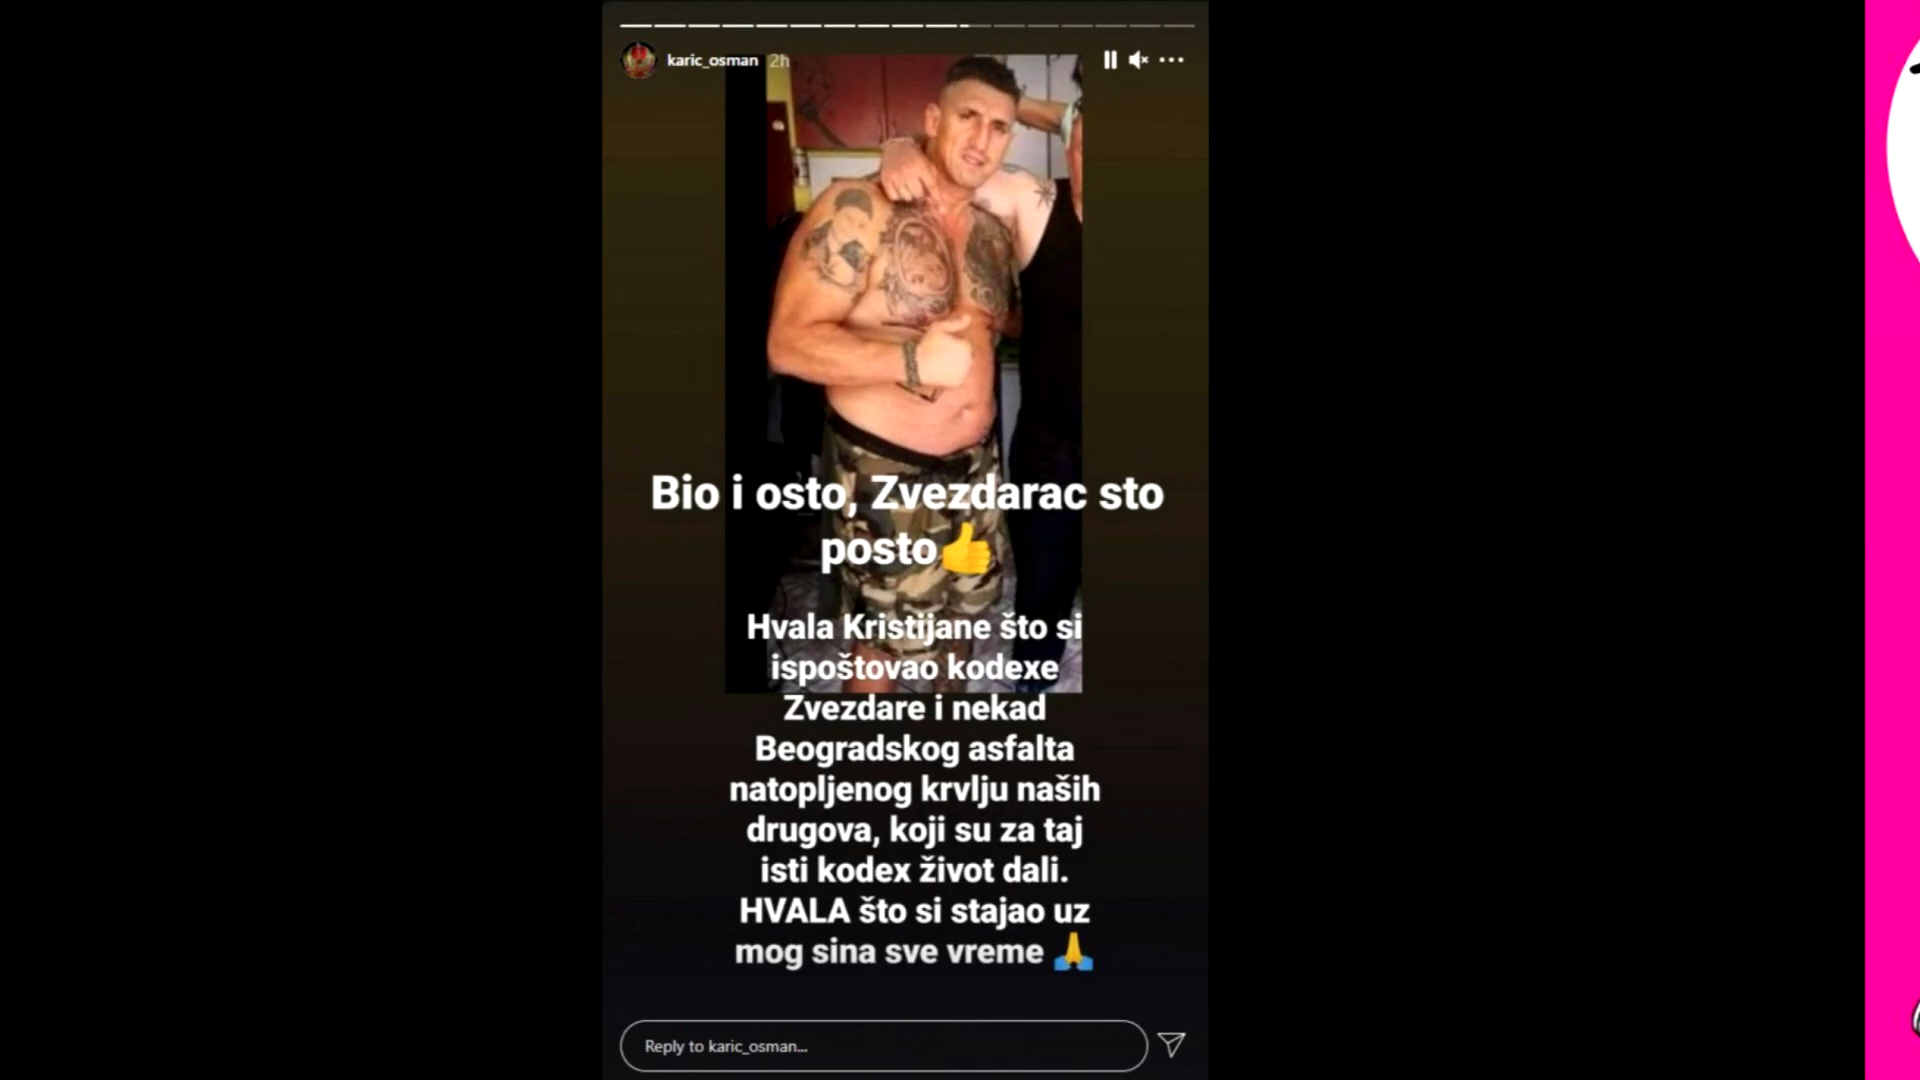 karic_osman 2h
Bio i osto, Zvezdarac sto
posto👍
Hvala Kristijane što si
ispoštovao kodexe
Zvezdare i nekad
Beogradskog asfalta
natopljenog krvlju naših
drugova, koji su za taj
isti kodex život dali.
HVALA što si stajao uz
mog sina sve vreme 🙏
Reply to karic_osman...